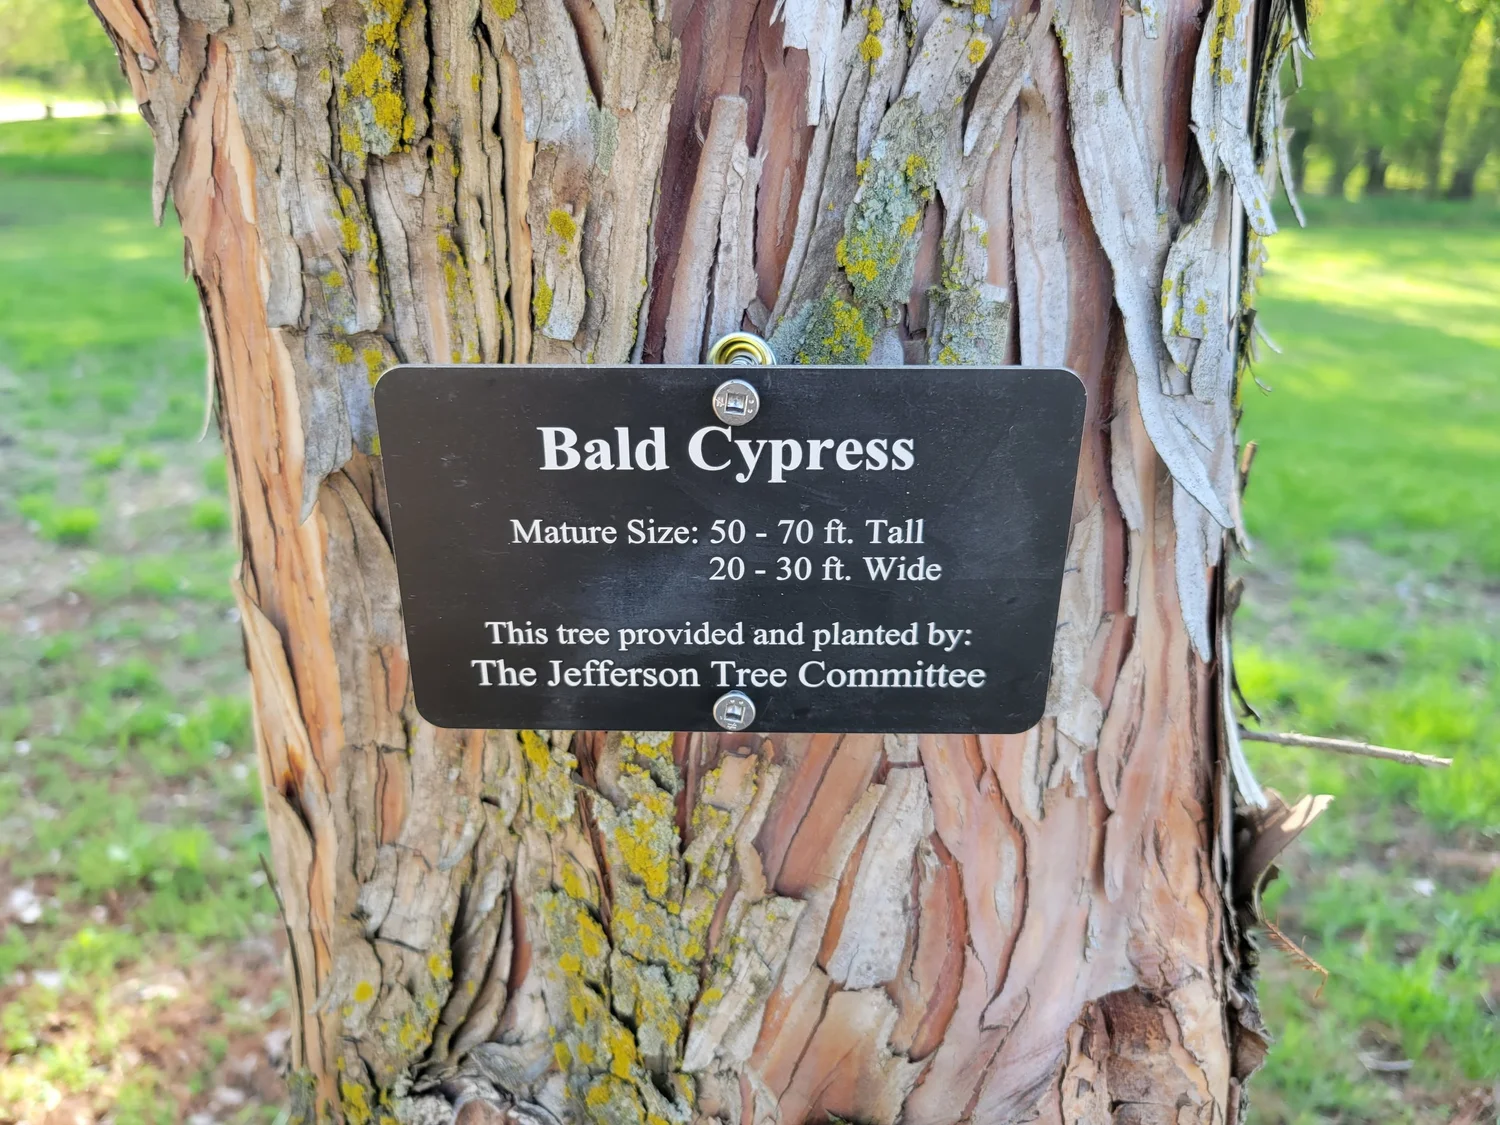 Bald Cypress
Mature Size: 50 - 70 ft. Tall
20 - 30 ft. Wide
This tree provided and planted by:
The Jefferson Tree Committee